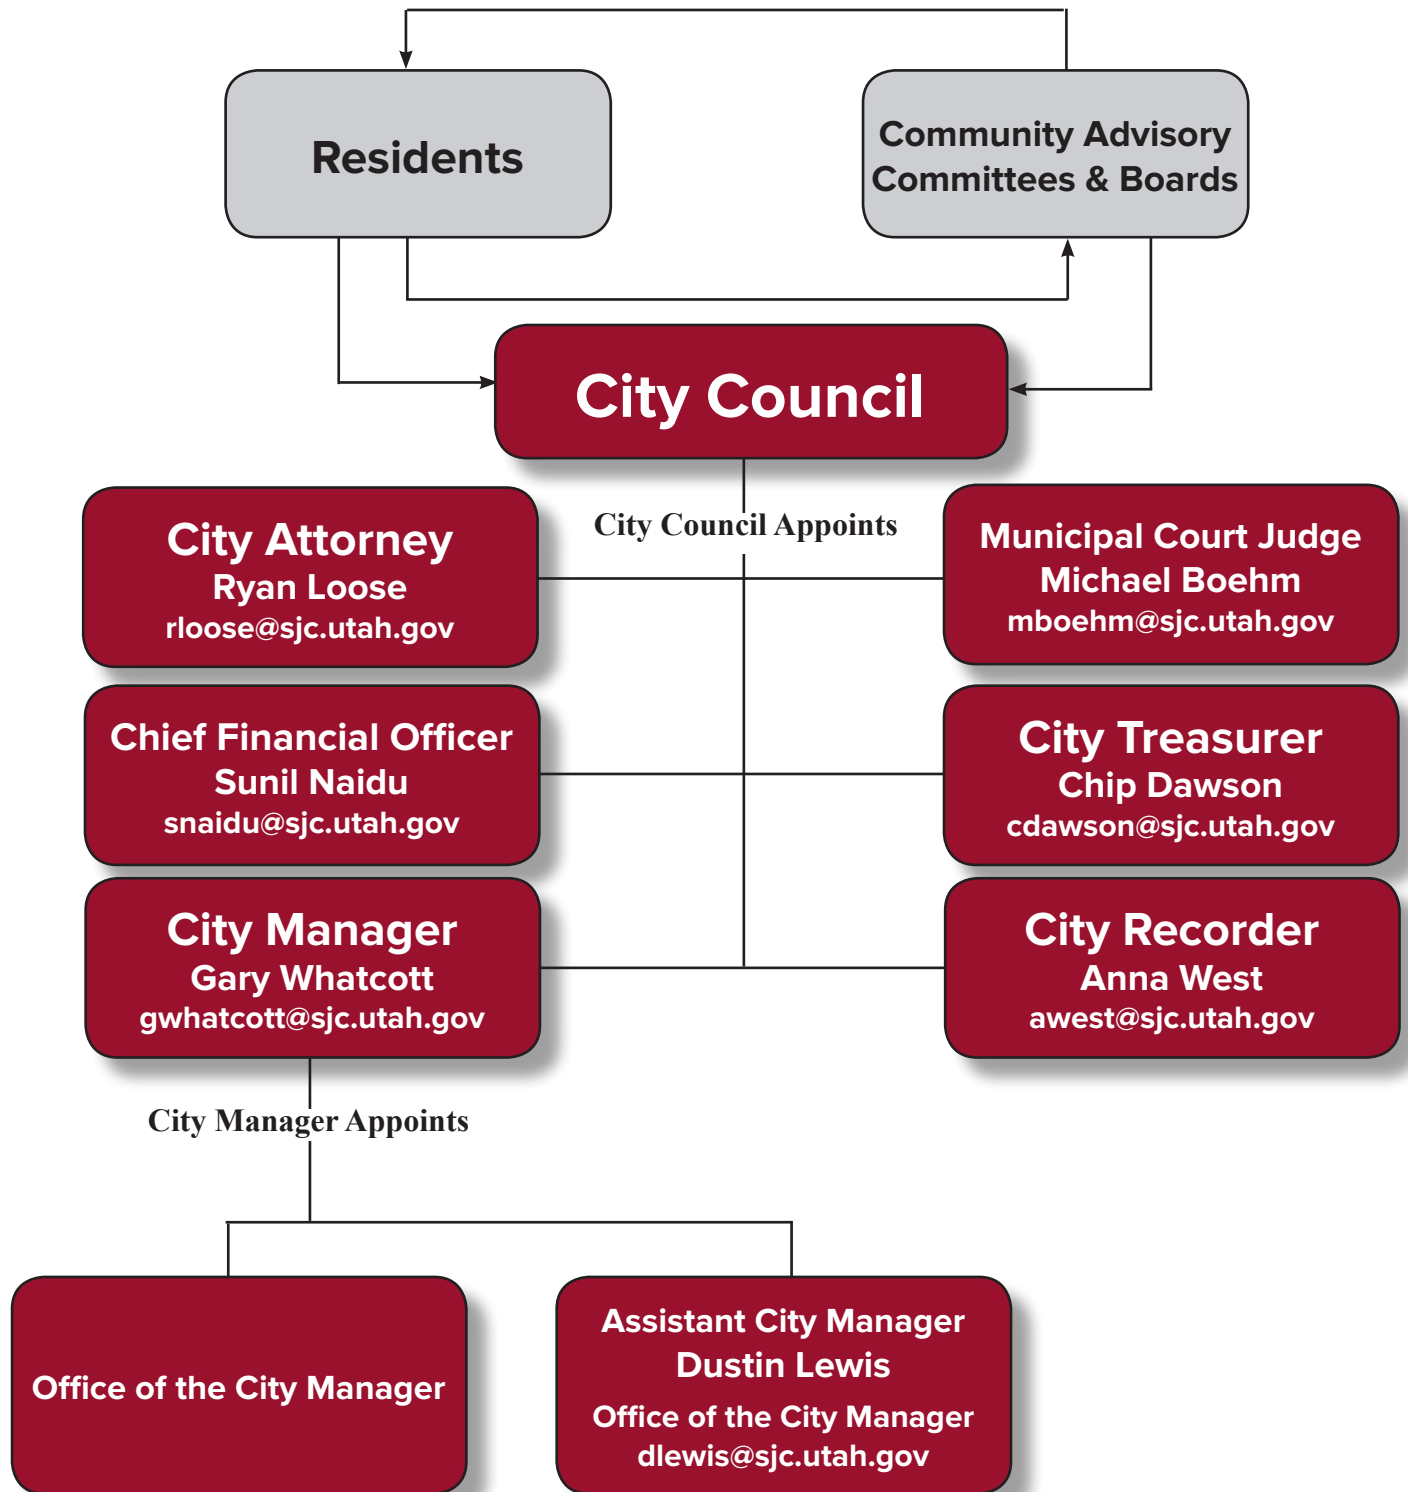 Residents
Community Advisory
Committees & Boards
City Council
City Council Appoints
City Attorney
Ryan Loose
rloose@sjc.utah.gov
Municipal Court Judge
Michael Boehm
mboehm@sjc.utah.gov
Chief Financial Officer
Sunil Naidu
snaidu@sjc.utah.gov
City Treasurer
Chip Dawson
cdawson@sjc.utah.gov
City Manager
Gary Whatcott
gwhatcott@sjc.utah.gov
City Recorder
Anna West
awest@sjc.utah.gov
City Manager Appoints
Office of the City Manager
Assistant City Manager
Dustin Lewis
Office of the City Manager
dlewis@sjc.utah.gov